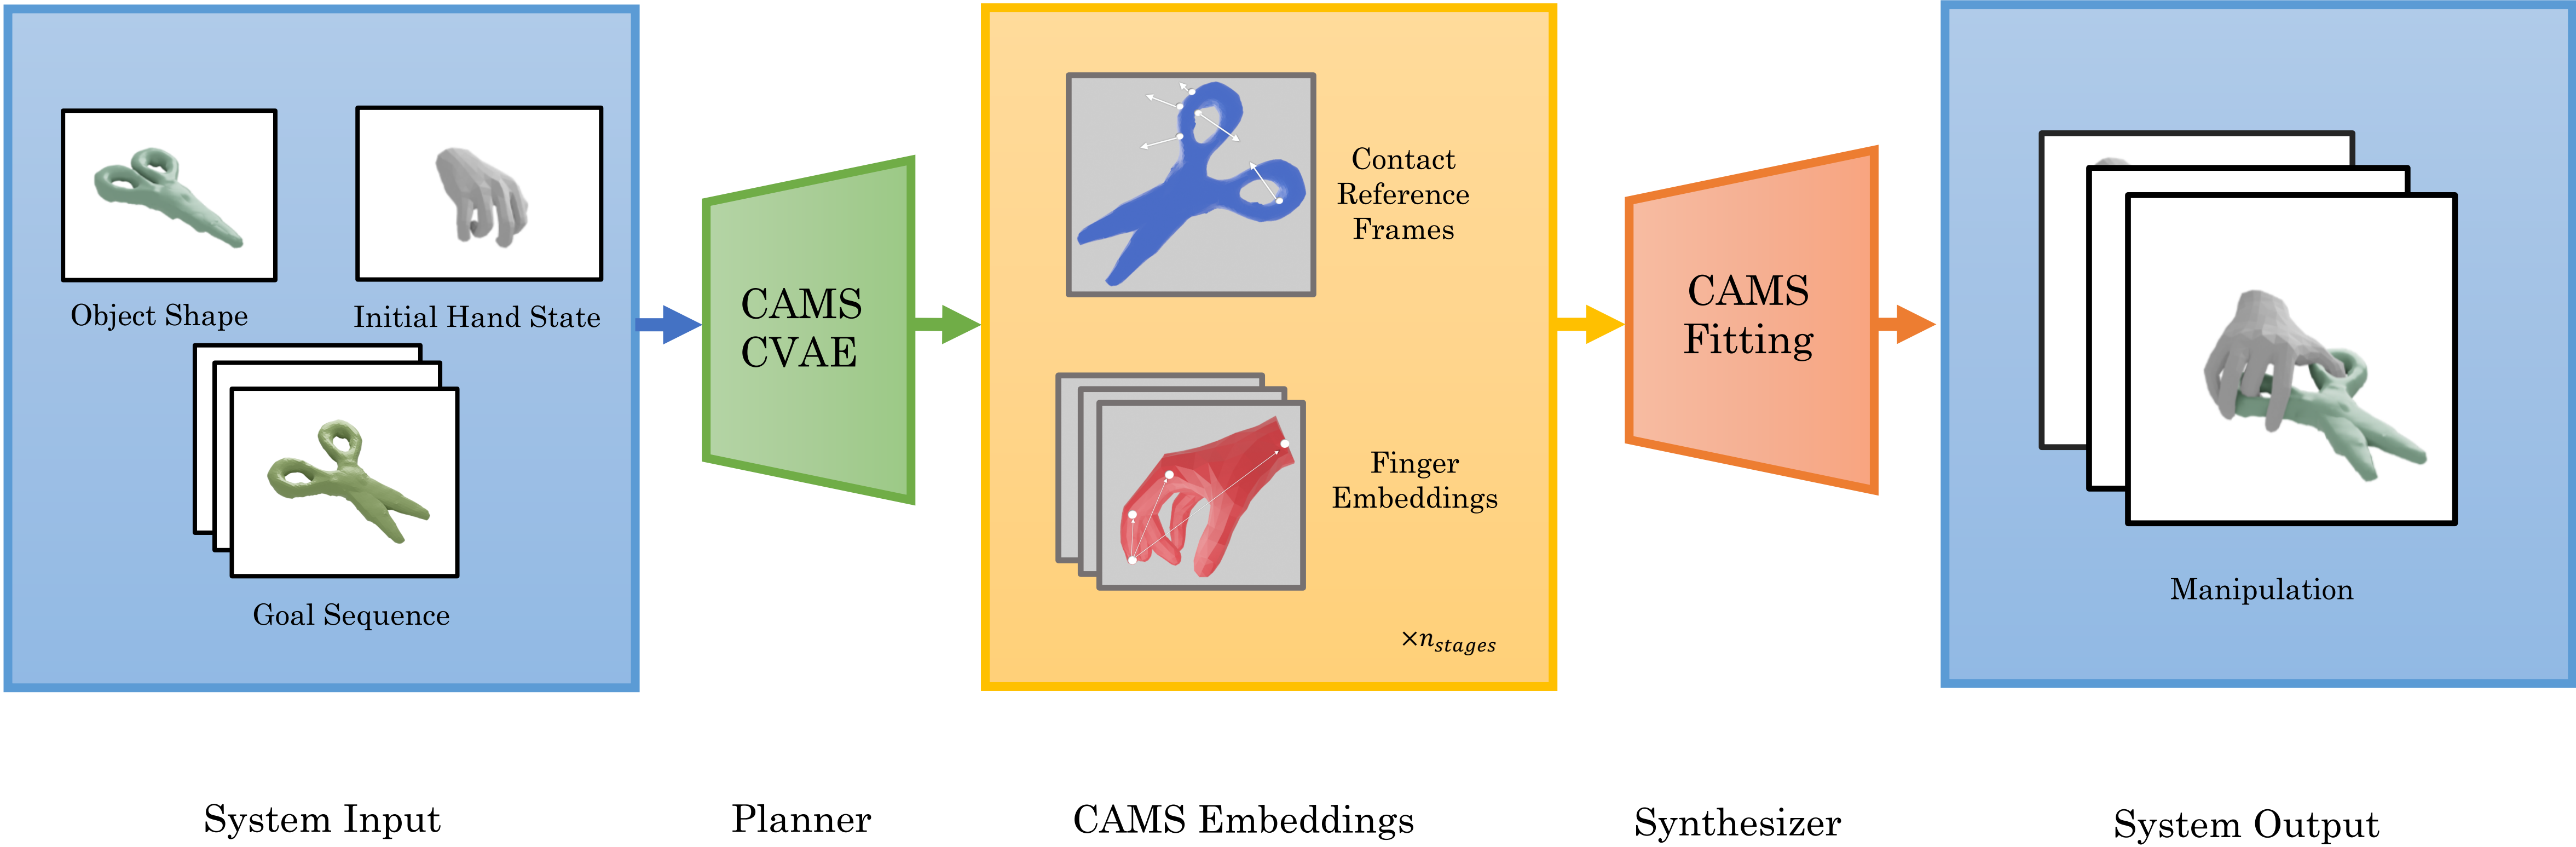 Object Shape
Initial Hand State
Goal Sequence
CAMS
CVAE
Contact
Reference
Frames
Finger
Embeddings
×n_stages
CAMS
Fitting
Manipulation
System Input
Planner
CAMS Embeddings
Synthesizer
System Output